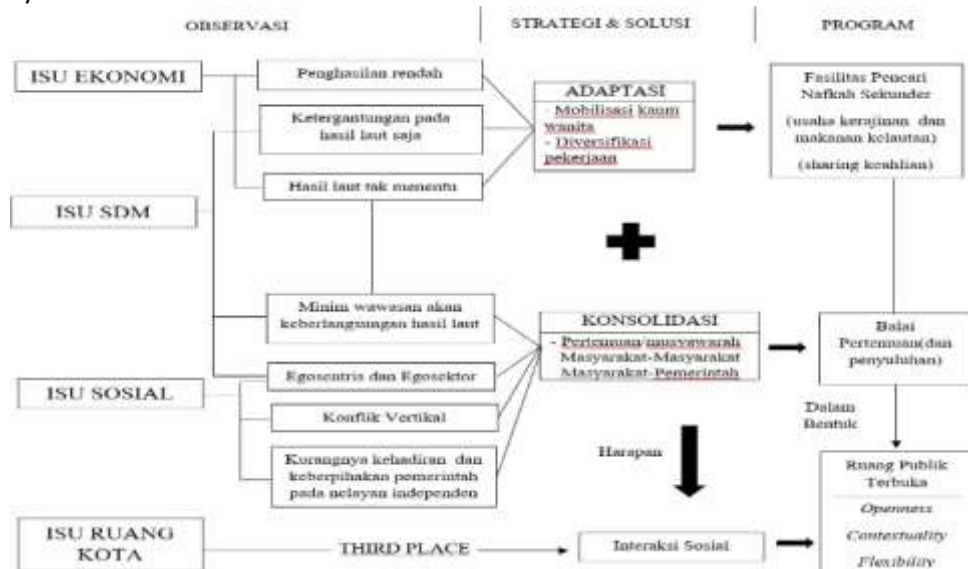 OBSERVASI
STRATEGI & SOLUSI
PROGRAM
ISU EKONOMI
Penghasilan rendah
Ketergantungan pada
hasil laut saja
Hasil laut tak menentu
ADAPTASI
- Mobilisasi kaum
wanita
- Diversifikasi
pekerjaan
Fasilitas Pencari
Nafkah Sekunder
(usaha kerajinan dan
makanan kelautan)
(sharing keahlian)
ISU SDM
Minim wawasan akan
keberlangsungan hasil laut
Egosentris dan Egosektor
KONSOLIDASI
- Pertemuan/musyawarah
Masyarakat-Masyarakat
Masyarakat-Pemerintah
Balai
Pertemuan(dan
penyuluhan)
ISU SOSIAL
Konflik Vertikal
Kurangnya kehadiran dan
keberpihakan pemerintah
pada nelayan independen
Harapan
Dalam
Bentuk
Ruang Publik
Terbuka
Openness
Contextuality
Flexibility
ISU RUANG
KOTA
THIRD PLACE
Interaksi Sosial